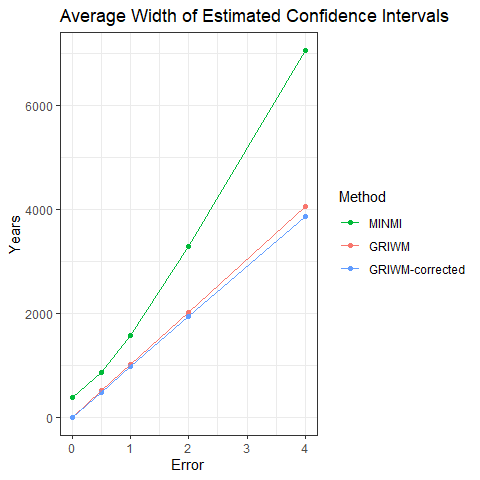 Average Width of Estimated Confidence Intervals
Years
6000
4000
2000
0
0 1 2 3 4
Error
Method
MINMI
GRIWM
GRIWM-corrected